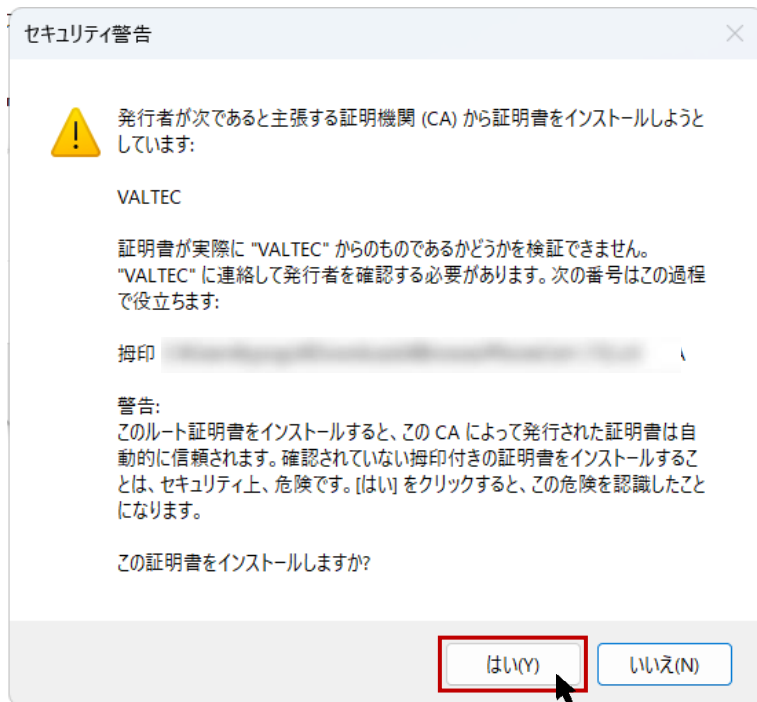 セキュリティ警告
発行者が次であると主張する証明機関 (CA) から証明書をインストールしようと
しています:
VALTEC
証明書が実際に "VALTEC" からのものであるかどうかを検証できません。
"VALTEC" に連絡して発行者を確認する必要があります。次の番号はこの過程
で役立ちます:
拇印
警告:
このルート証明書をインストールすると、この CA によって発行された証明書は自
動的に信頼されます。確認されていない拇印付きの証明書をインストールするこ
とは、セキュリティ上、危険です。[はい] をクリックすると、この危険を認識したこと
になります。
この証明書をインストールしますか?
はい(Y)
いいえ(N)